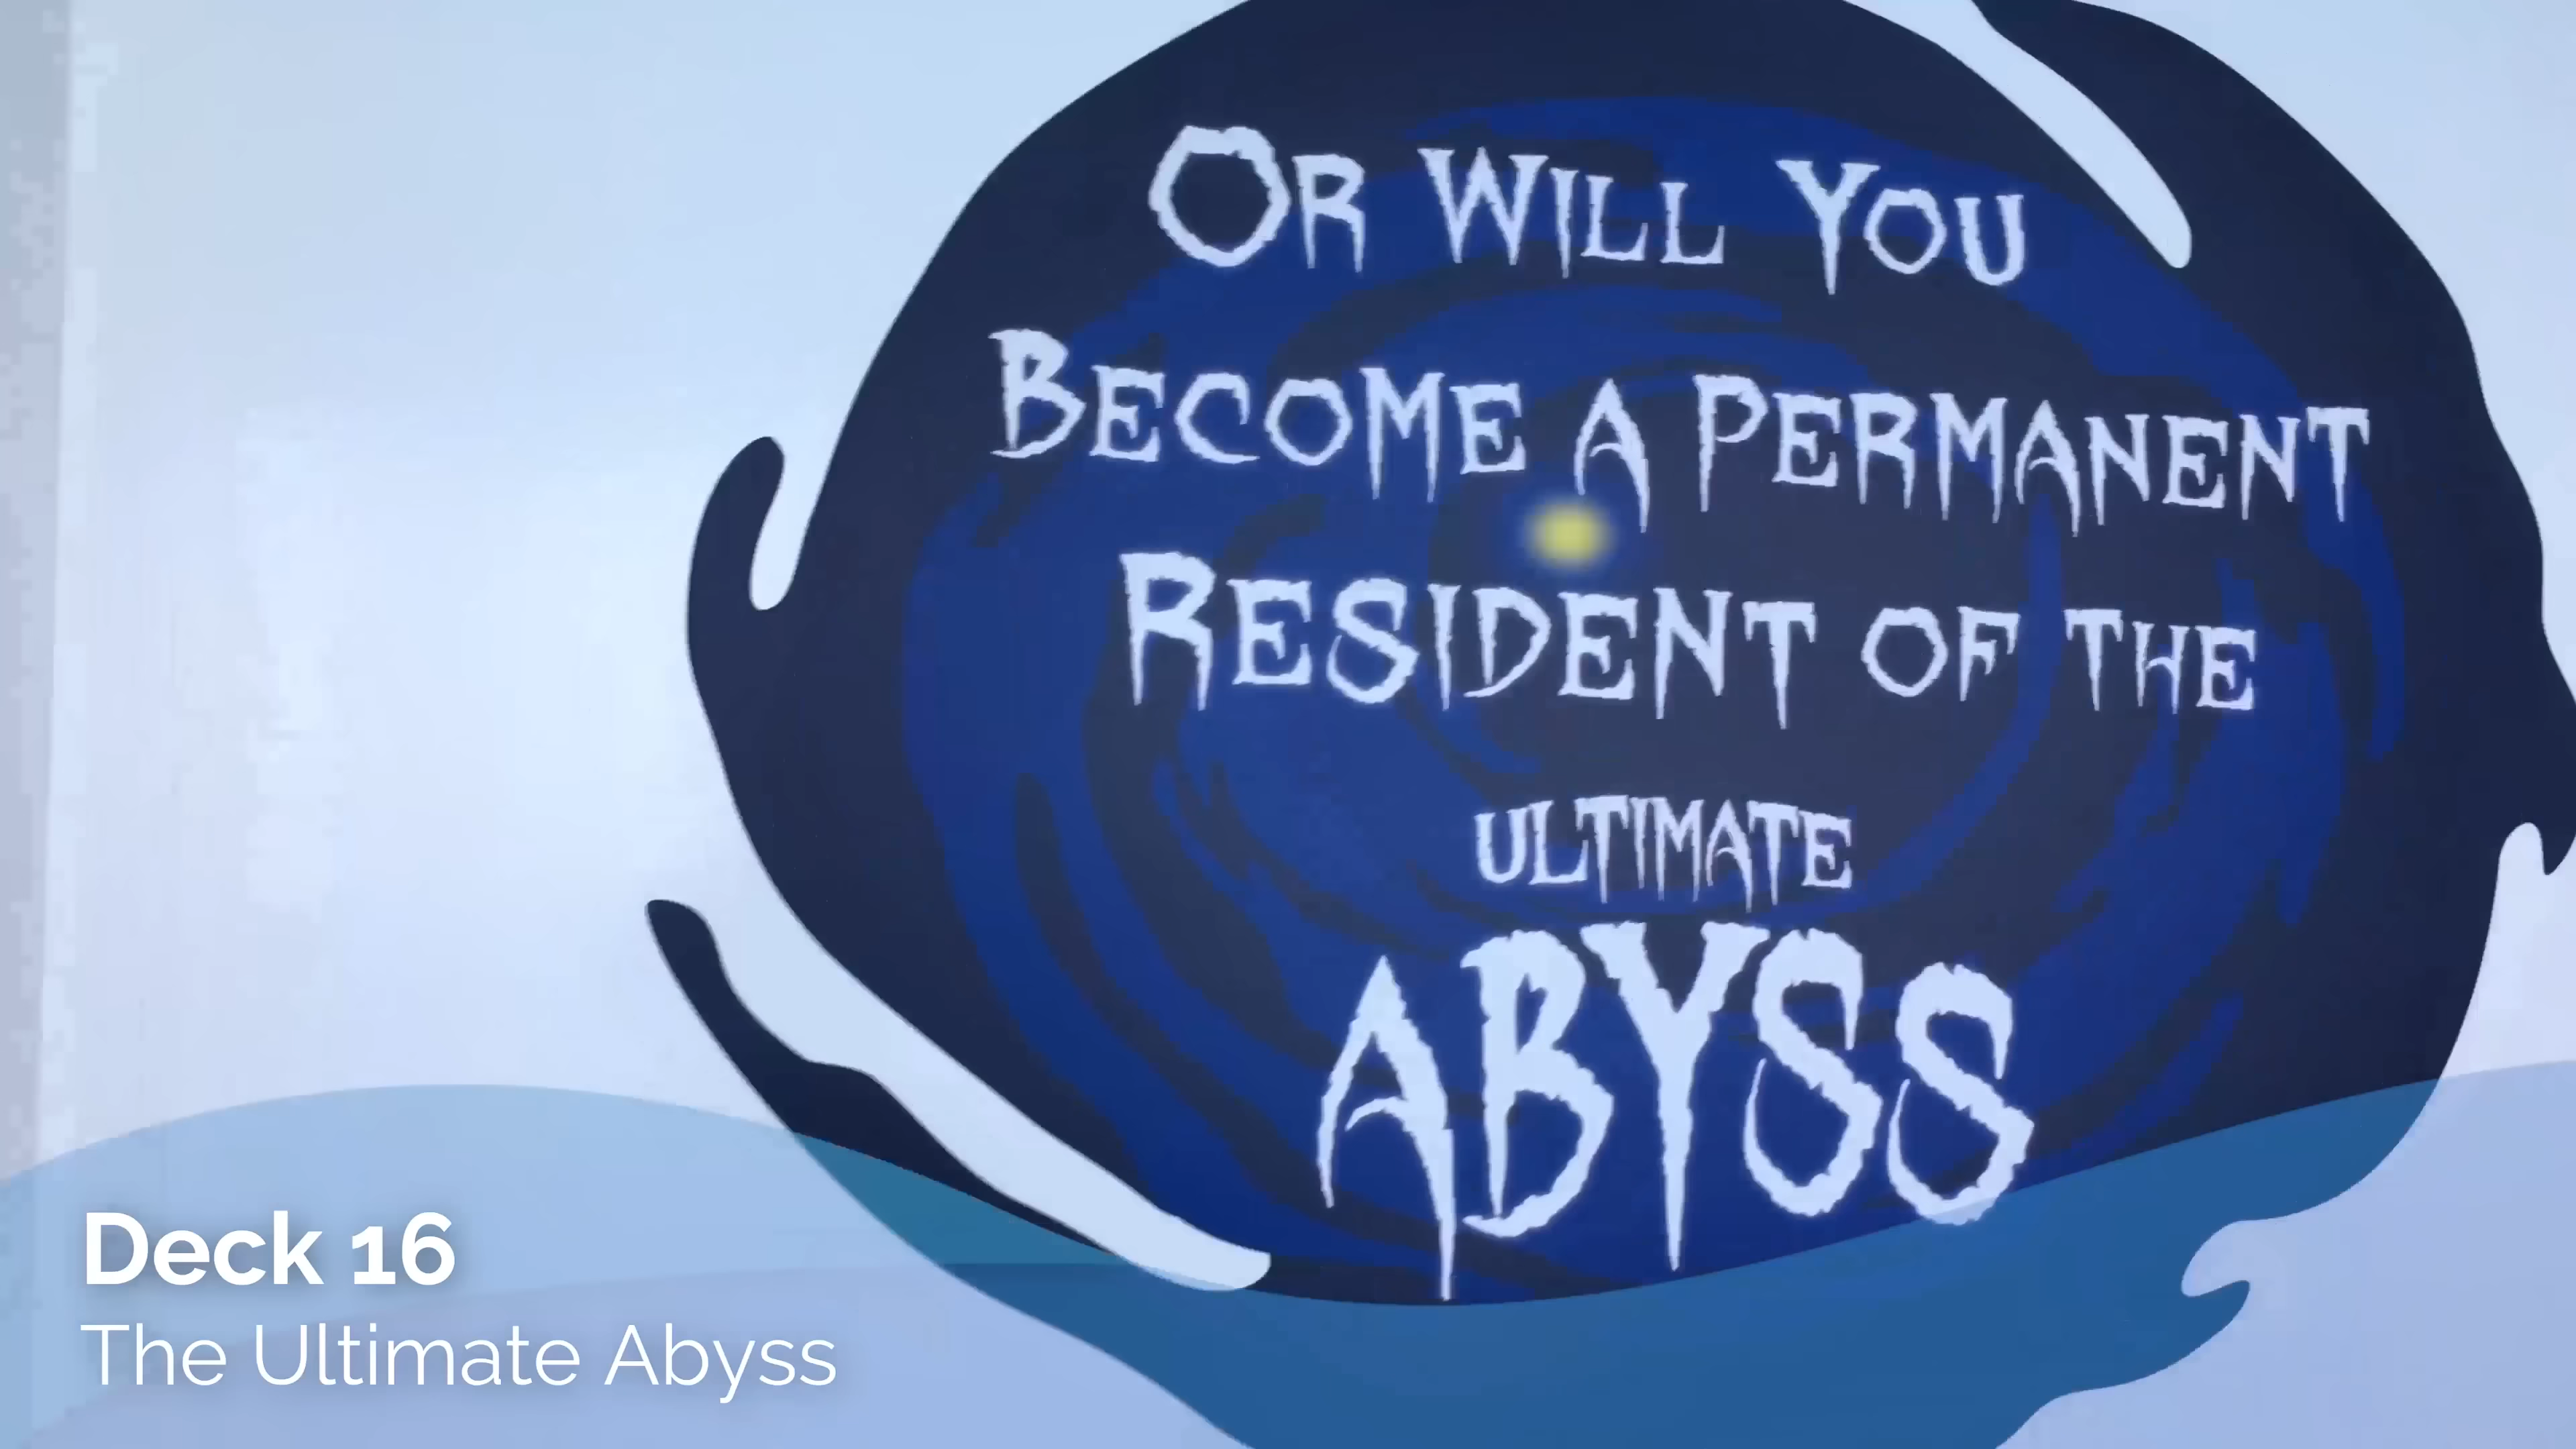 Or Will You
Become a Permanent
Resident of the
Ultimate
Abyss
Deck 16
The Ultimate Abyss